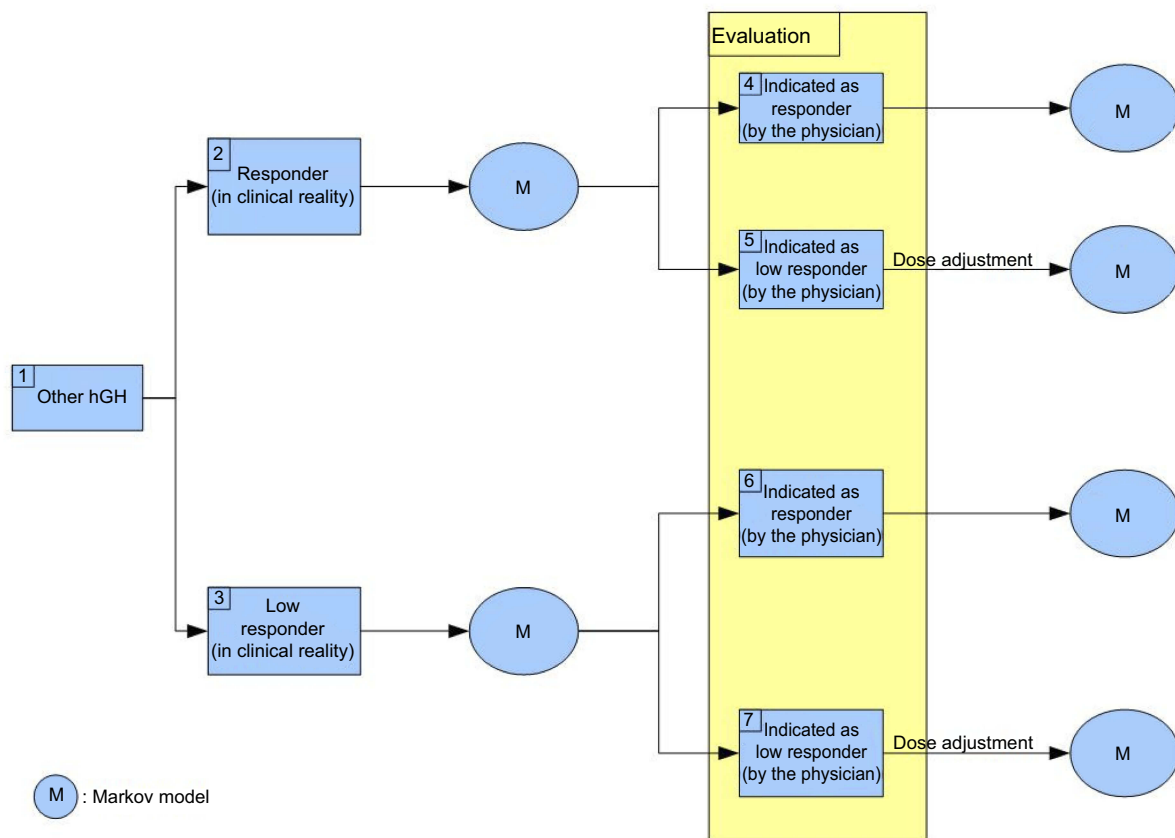 Evaluation
4
Indicated as
responder
(by the physician)
M
2
Responder
(in clinical reality)
M
5
Indicated as
low responder
(by the physician)
Dose adjustment
M
1
Other hGH
6
Indicated as
responder
(by the physician)
M
3
Low
responder
(in clinical reality)
M
7
Indicated as
low responder
(by the physician)
Dose adjustment
M
M : Markov model